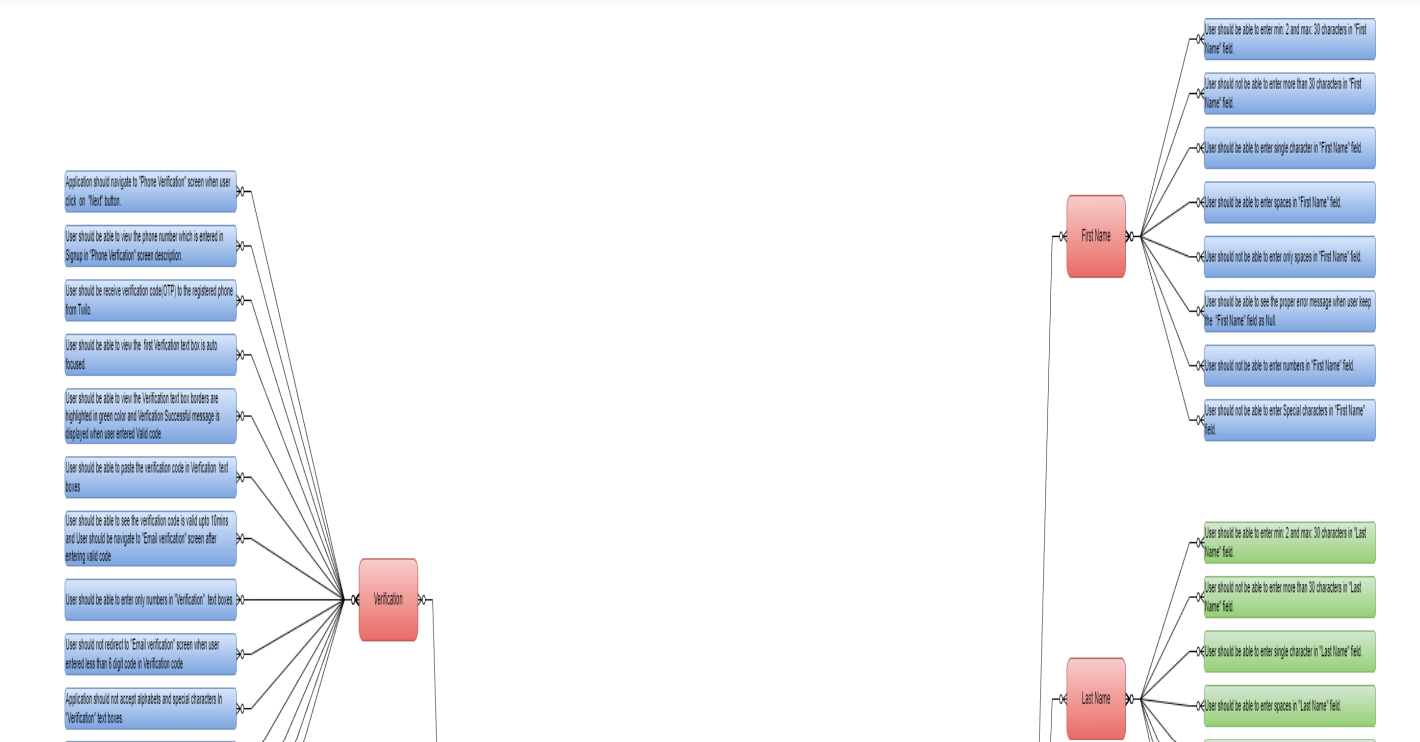 Application should navigate to "Phone Verification" screen when user
click on "Next" button.
User should be able to view the phone number which is entered in
Signup in "Phone Verfication" screen description.
User should be receive verification code(OTP) to the registered phone
from Twilo.
User should be able to view the first Verification text box is auto
focused.
User should be able to view the Verification text box borders are
highlighted in green color and Verification Successful message is
displayed when user entered Valid code.
User should be able to paste the verification code in Verification text
boxes
User should be able to see the verification code is valid upto 10mins
and User should be navigate to "Email verification" screen after
entering valid code
User should be able to enter only numbers in "Verification" text boxes.
User should not redirect to "Email verification" screen when user
entered less than 6 digit code in Verification code
Application should not accept alphabets and special characters in
"Verification" text boxes.
Verification
First Name
User should be able to enter min: 2 and max: 30 characters in "First
Name" field.
User should not be able to enter more than 30 characters in "First
Name" field.
User should be able to enter single character in "First Name" field.
User should be able to enter spaces in "First Name" field.
User should not be able to enter only spaces in "First Name" field.
User should be able to see the proper error message when user keep
the "First Name" field as Null.
User should not be able to enter numbers in "First Name" field.
User should not be able to enter Special characters in "First Name"
field.
Last Name
User should be able to enter min: 2 and max: 30 characters in "Last
Name" field.
User should not be able to enter more than 30 characters in "Last
Name" field.
User should be able to enter single character in "Last Name" field.
User should be able to enter spaces in "Last Name" field.